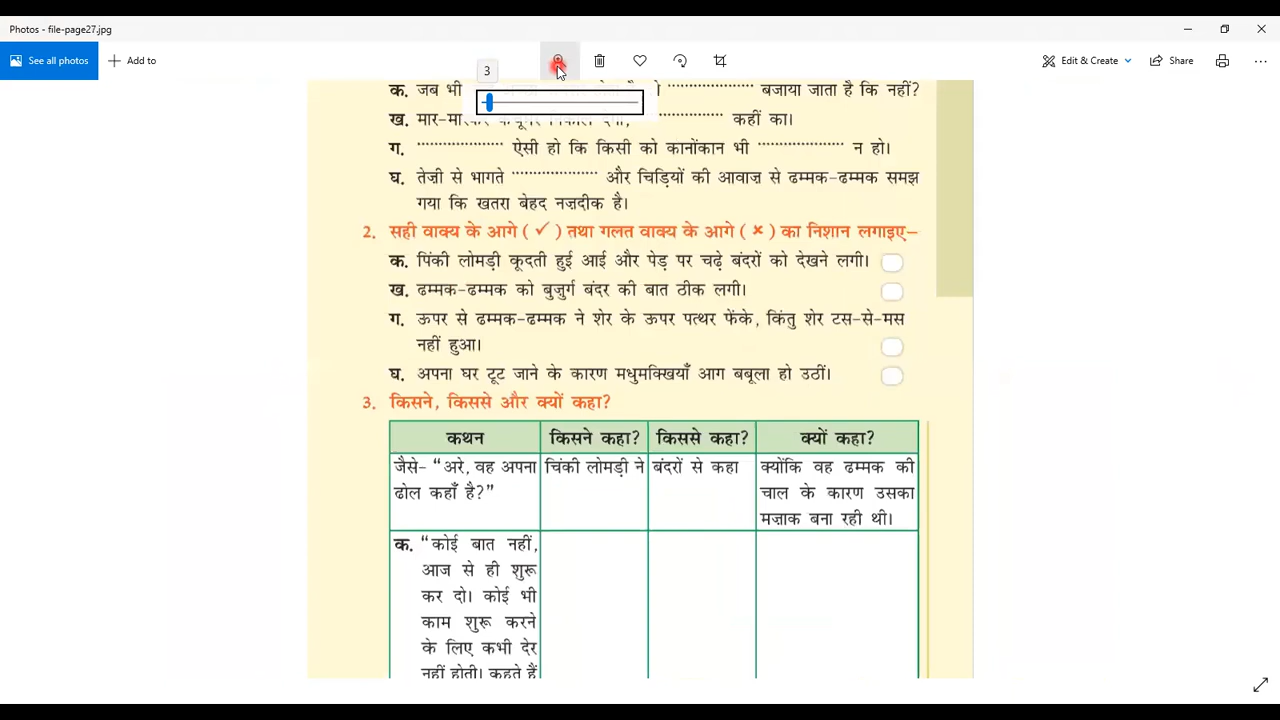 Photos - file-page27.jpg
See all photos
Add to
Edit & Create
Share
3
क. जब भी .................. बजाया जाता है कि नहीं?
ख. मार-मारकर कचूमर निकाल दूँगा, .................. कहीं का।
ग. .................. ऐसी हो कि किसी को कानोंकान भी .................. न हो।
घ. तेज़ी से भागते .................. और चिड़ियों की आवाज़ से ढम्मक-ढम्मक समझ
गया कि खतरा बेहद नज़दीक है।
2. सही वाक्य के आगे ( ✓ ) तथा गलत वाक्य के आगे ( ✗ ) का निशान लगाइए–
क. पिंकी लोमड़ी कूदती हुई आई और पेड़ पर चढ़े बंदरों को देखने लगी।
ख. ढम्मक-ढम्मक को बुज़ुर्ग बंदर की बात ठीक लगी।
ग. ऊपर से ढम्मक-ढम्मक ने शेर के ऊपर पत्थर फेंके, किंतु शेर टस-से-मस
नहीं हुआ।
घ. अपना घर टूट जाने के कारण मधुमक्खियाँ आग बबूला हो उठीं।
3. किसने, किससे और क्यों कहा?
कथन किसने कहा? किससे कहा? क्यों कहा?
जैसे- “अरे, वह अपना चिंकी लोमड़ी ने बंदरों से कहा क्योंकि वह ढम्मक की
ढोल कहाँ है?” चाल के कारण उसका
मज़ाक बना रही थी।
क. “कोई बात नहीं,
आज से ही शुरू
कर दो। कोई भी
काम शुरू करने
के लिए कभी देर
नहीं होती। कहते हैं